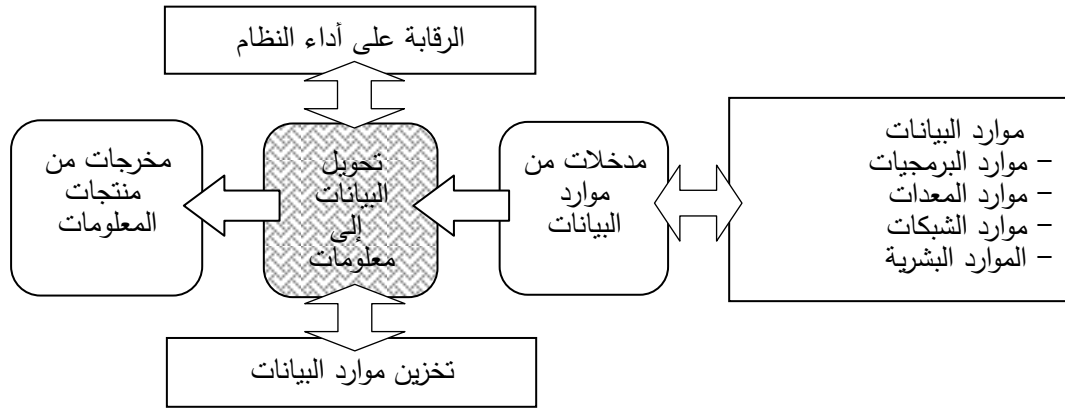 الرقابة على أداء النظام
موارد البيانات
– موارد البرمجيات
– موارد المعدات
– موارد الشبكات
– الموارد البشرية
مدخلات من
موارد
البيانات
تحويل
البيانات
إلى
معلومات
مخرجات من
منتجات
المعلومات
تخزين موارد البيانات